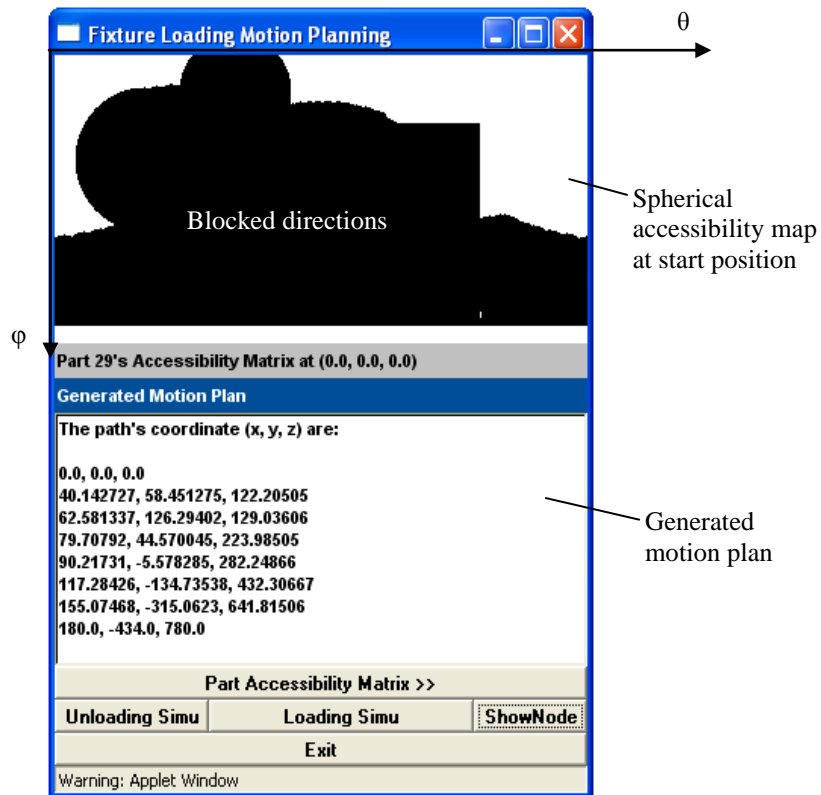 θ
Fixture Loading Motion Planning
Blocked directions
Spherical
accessibility map
at start position
φ
Part 29's Accessibility Matrix at (0.0, 0.0, 0.0)
Generated Motion Plan
The path's coordinate (x, y, z) are:
0.0, 0.0, 0.0
40.142727, 58.451275, 122.20505
62.581337, 126.29402, 129.03606
79.70792, 44.570045, 223.98505
90.21731, -5.578285, 282.24866
117.28426, -134.73538, 432.30667
155.07468, -315.0623, 641.81506
180.0, -434.0, 780.0
Generated
motion plan
Part Accessibility Matrix >>
Unloading Simu Loading Simu ShowNode
Exit
Warning: Applet Window